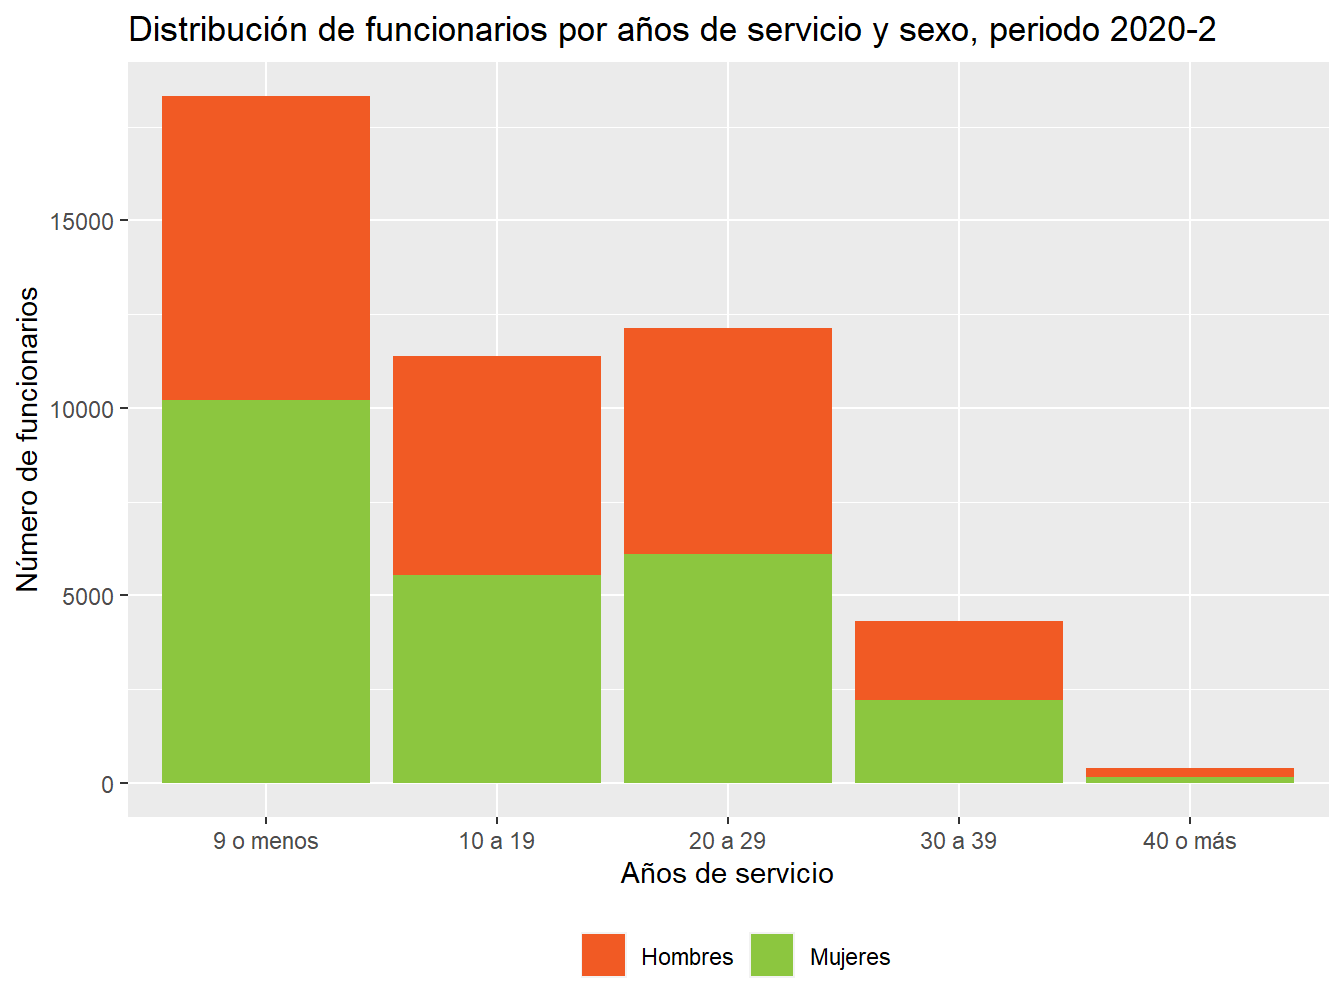 Distribución de funcionarios por años de servicio y sexo, periodo 2020-2
Número de funcionarios
15000
10000
5000
0
9 o menos
10 a 19
20 a 29
30 a 39
40 o más
Años de servicio
Hombres
Mujeres